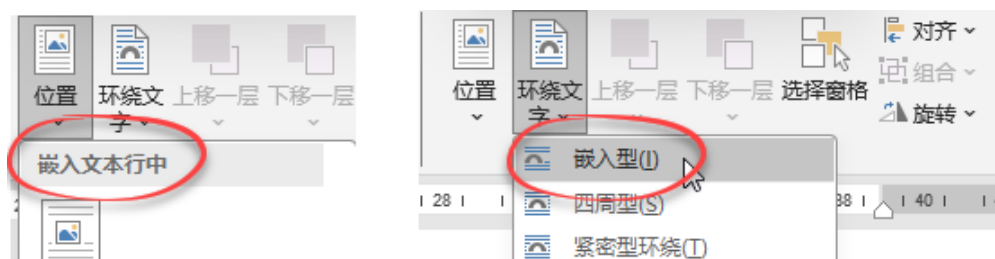 位置
环绕文字
上移一层
下移一层
嵌入文本行中
位置
环绕文字
上移一层
下移一层
选择窗格
对齐
组合
旋转
嵌入型(I)
四周型(S)
紧密型环绕(T)
28
38
40